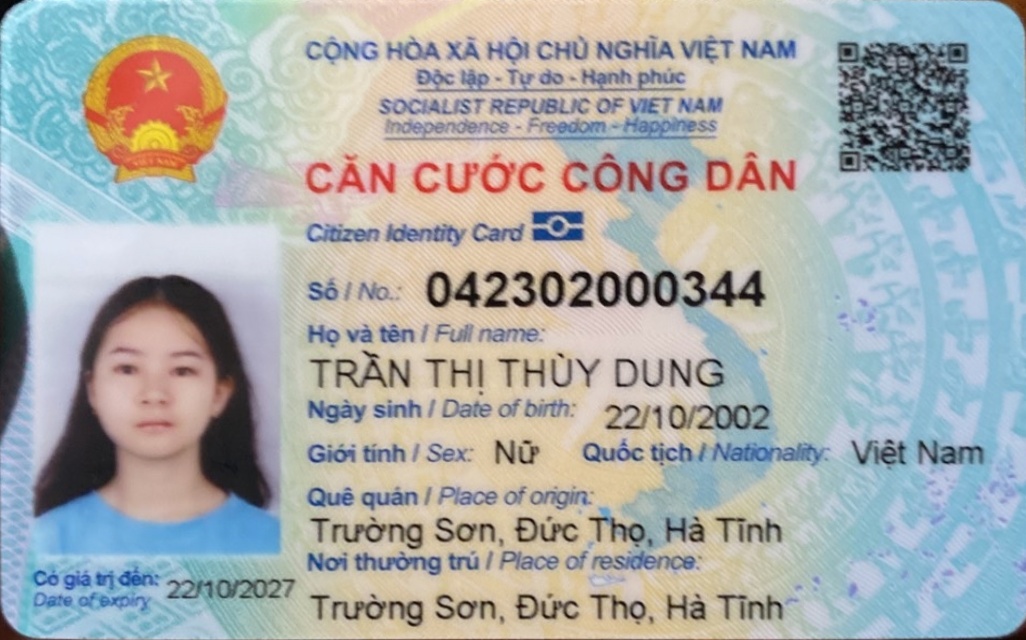 CỘNG HÒA XÃ HỘI CHỦ NGHĨA VIỆT NAM
Độc lập - Tự do - Hạnh phúc
SOCIALIST REPUBLIC OF VIET NAM
Independence - Freedom - Happiness
CĂN CƯỚC CÔNG DÂN
Citizen Identity Card
Số / No.: 042302000344
Họ và tên / Full name:
TRẦN THỊ THÙY DUNG
Ngày sinh / Date of birth: 22/10/2002
Giới tính / Sex: Nữ Quốc tịch / Nationality: Việt Nam
Quê quán / Place of origin:
Trường Sơn, Đức Thọ, Hà Tĩnh
Nơi thường trú / Place of residence:
Trường Sơn, Đức Thọ, Hà Tĩnh
Có giá trị đến: 22/10/2027
Date of expiry
VIỆT NAM